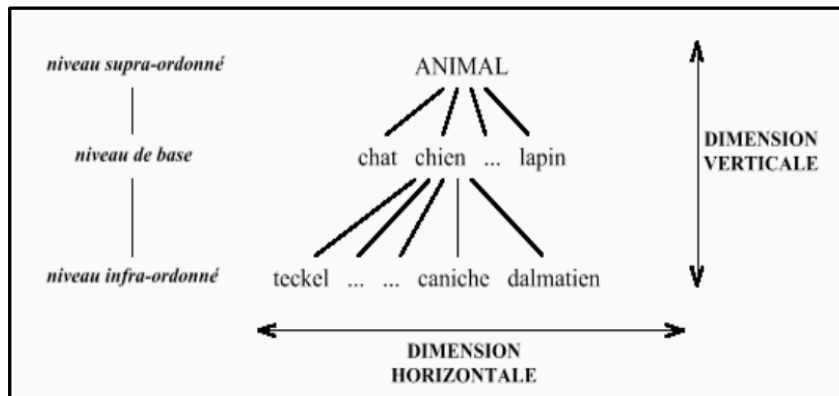 niveau supra-ordonné
ANIMAL
niveau de base
chat chien ... lapin
DIMENSION
VERTICALE
niveau infra-ordonné
teckel ... ... caniche dalmatien
DIMENSION
HORIZONTALE